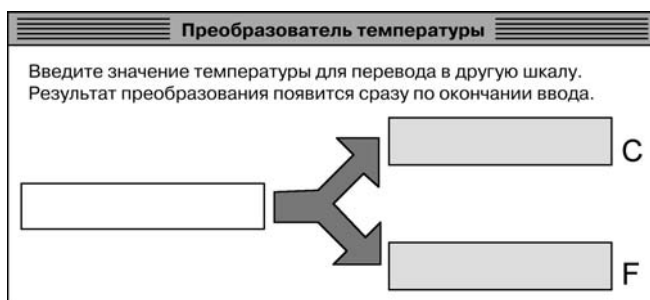 Преобразователь температуры
Введите значение температуры для перевода в другую шкалу.
Результат преобразования появится сразу по окончании ввода.
C
F